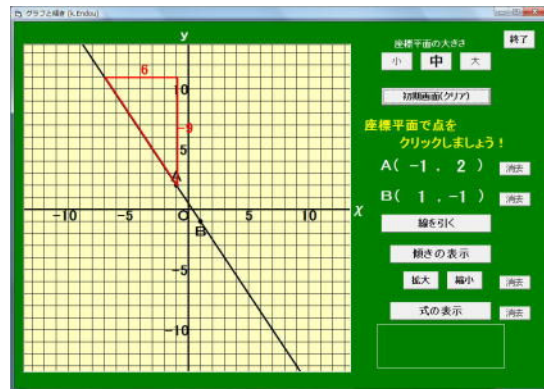 グラフと傾き (k.Endou)
終了
y
座標平面の大きさ
小 中 大
6
10
初期画面(クリア)
-9
座標平面で点を
クリックしましょう！
5
A
A( -1 , 2 ) 消去
B( 1 , -1 ) 消去
-10 -5 O 5 10 x
B
線を引く
傾きの表示
-5
拡大 縮小 消去
式の表示 消去
-10